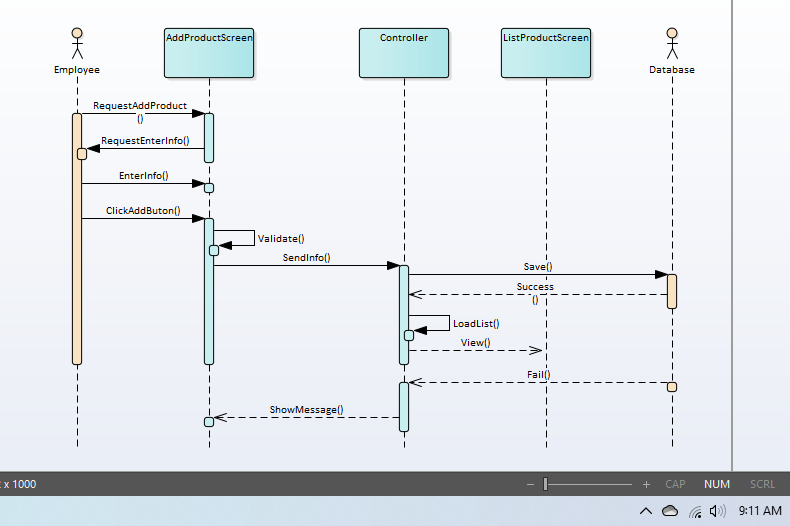 AddProductScreen
Controller
ListProductScreen
Employee
Database
RequestAddProduct
()
RequestEnterInfo()
EnterInfo()
ClickAddButon()
Validate()
SendInfo()
Save()
Success
()
LoadList()
View()
Fail()
ShowMessage()
x 1000
CAP
NUM
SCRL
9:11 AM